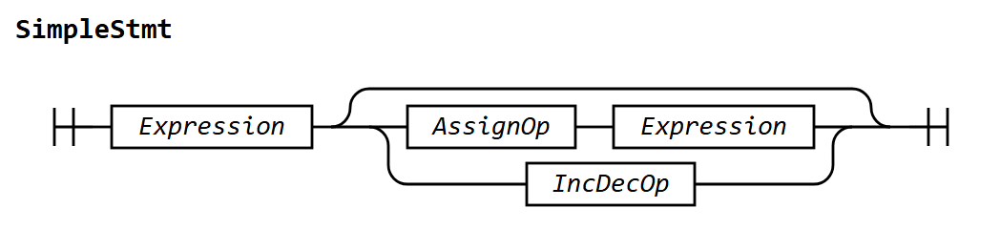 SimpleStmt
Expression AssignOp Expression
IncDecOp